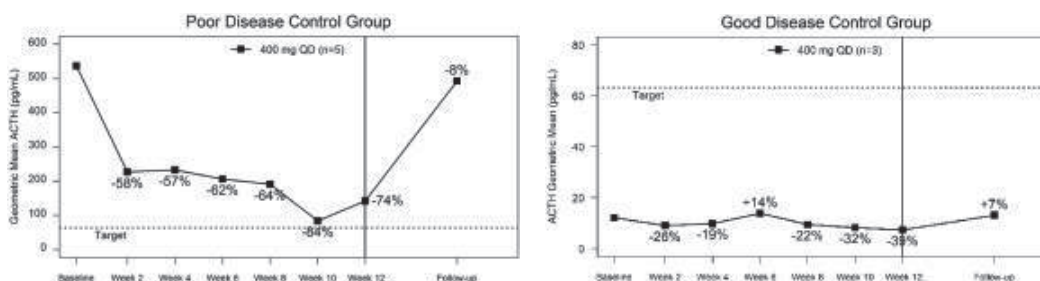 Poor Disease Control Group
Geometric Mean ACTH (pg/mL)
600
500
400
300
200
100
0
400 mg QD (n=5)
-58%
-57%
-62%
-64%
-84%
-74%
-8%
Target
Baseline Week 2 Week 4 Week 6 Week 8 Week 10 Week 12 Follow-up
Good Disease Control Group
ACTH Geometric Mean (pg/mL)
80
60
40
20
0
400 mg QD (n=3)
Target
-26%
-19%
+14%
-22%
-32%
-39%
+7%
Baseline Week 2 Week 4 Week 6 Week 8 Week 10 Week 12 Follow-up